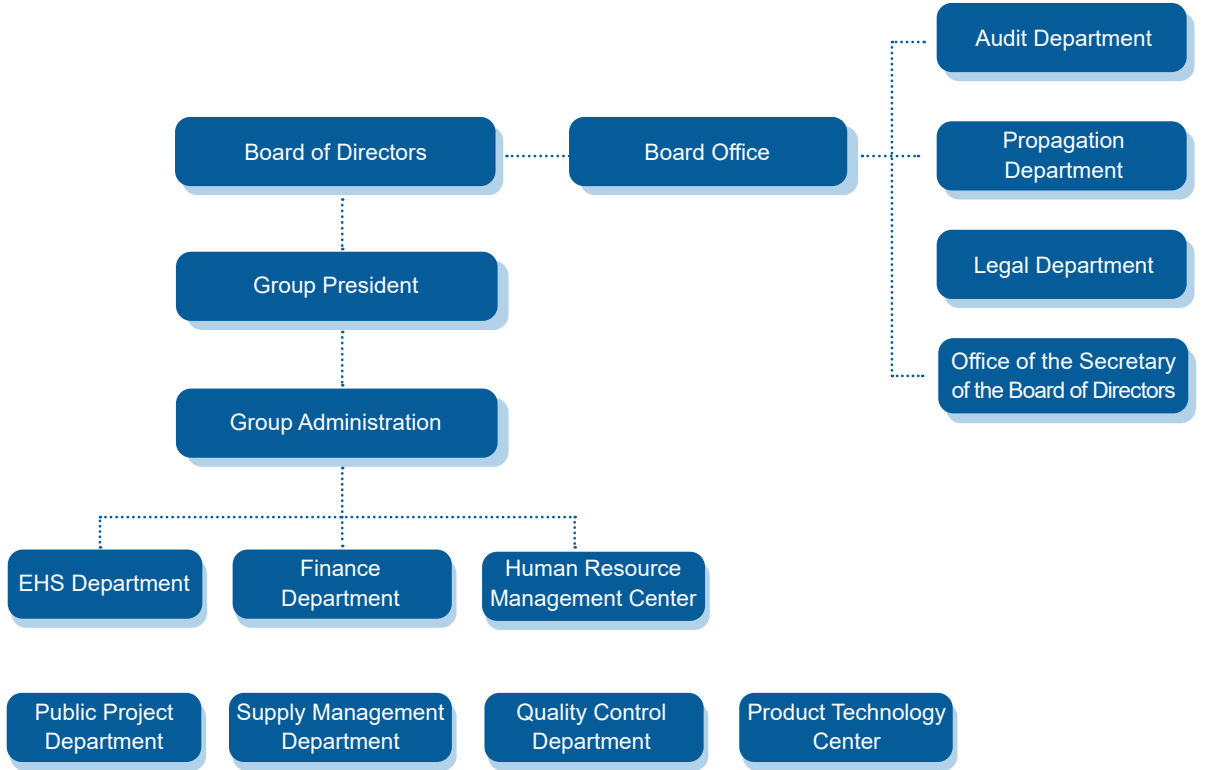 Audit Department
Board of Directors
Board Office
Propagation
Department
Group President
Legal Department
Office of the Secretary
of the Board of Directors
Group Administration
EHS Department
Finance
Department
Human Resource
Management Center
Public Project
Department
Supply Management
Department
Quality Control
Department
Product Technology
Center